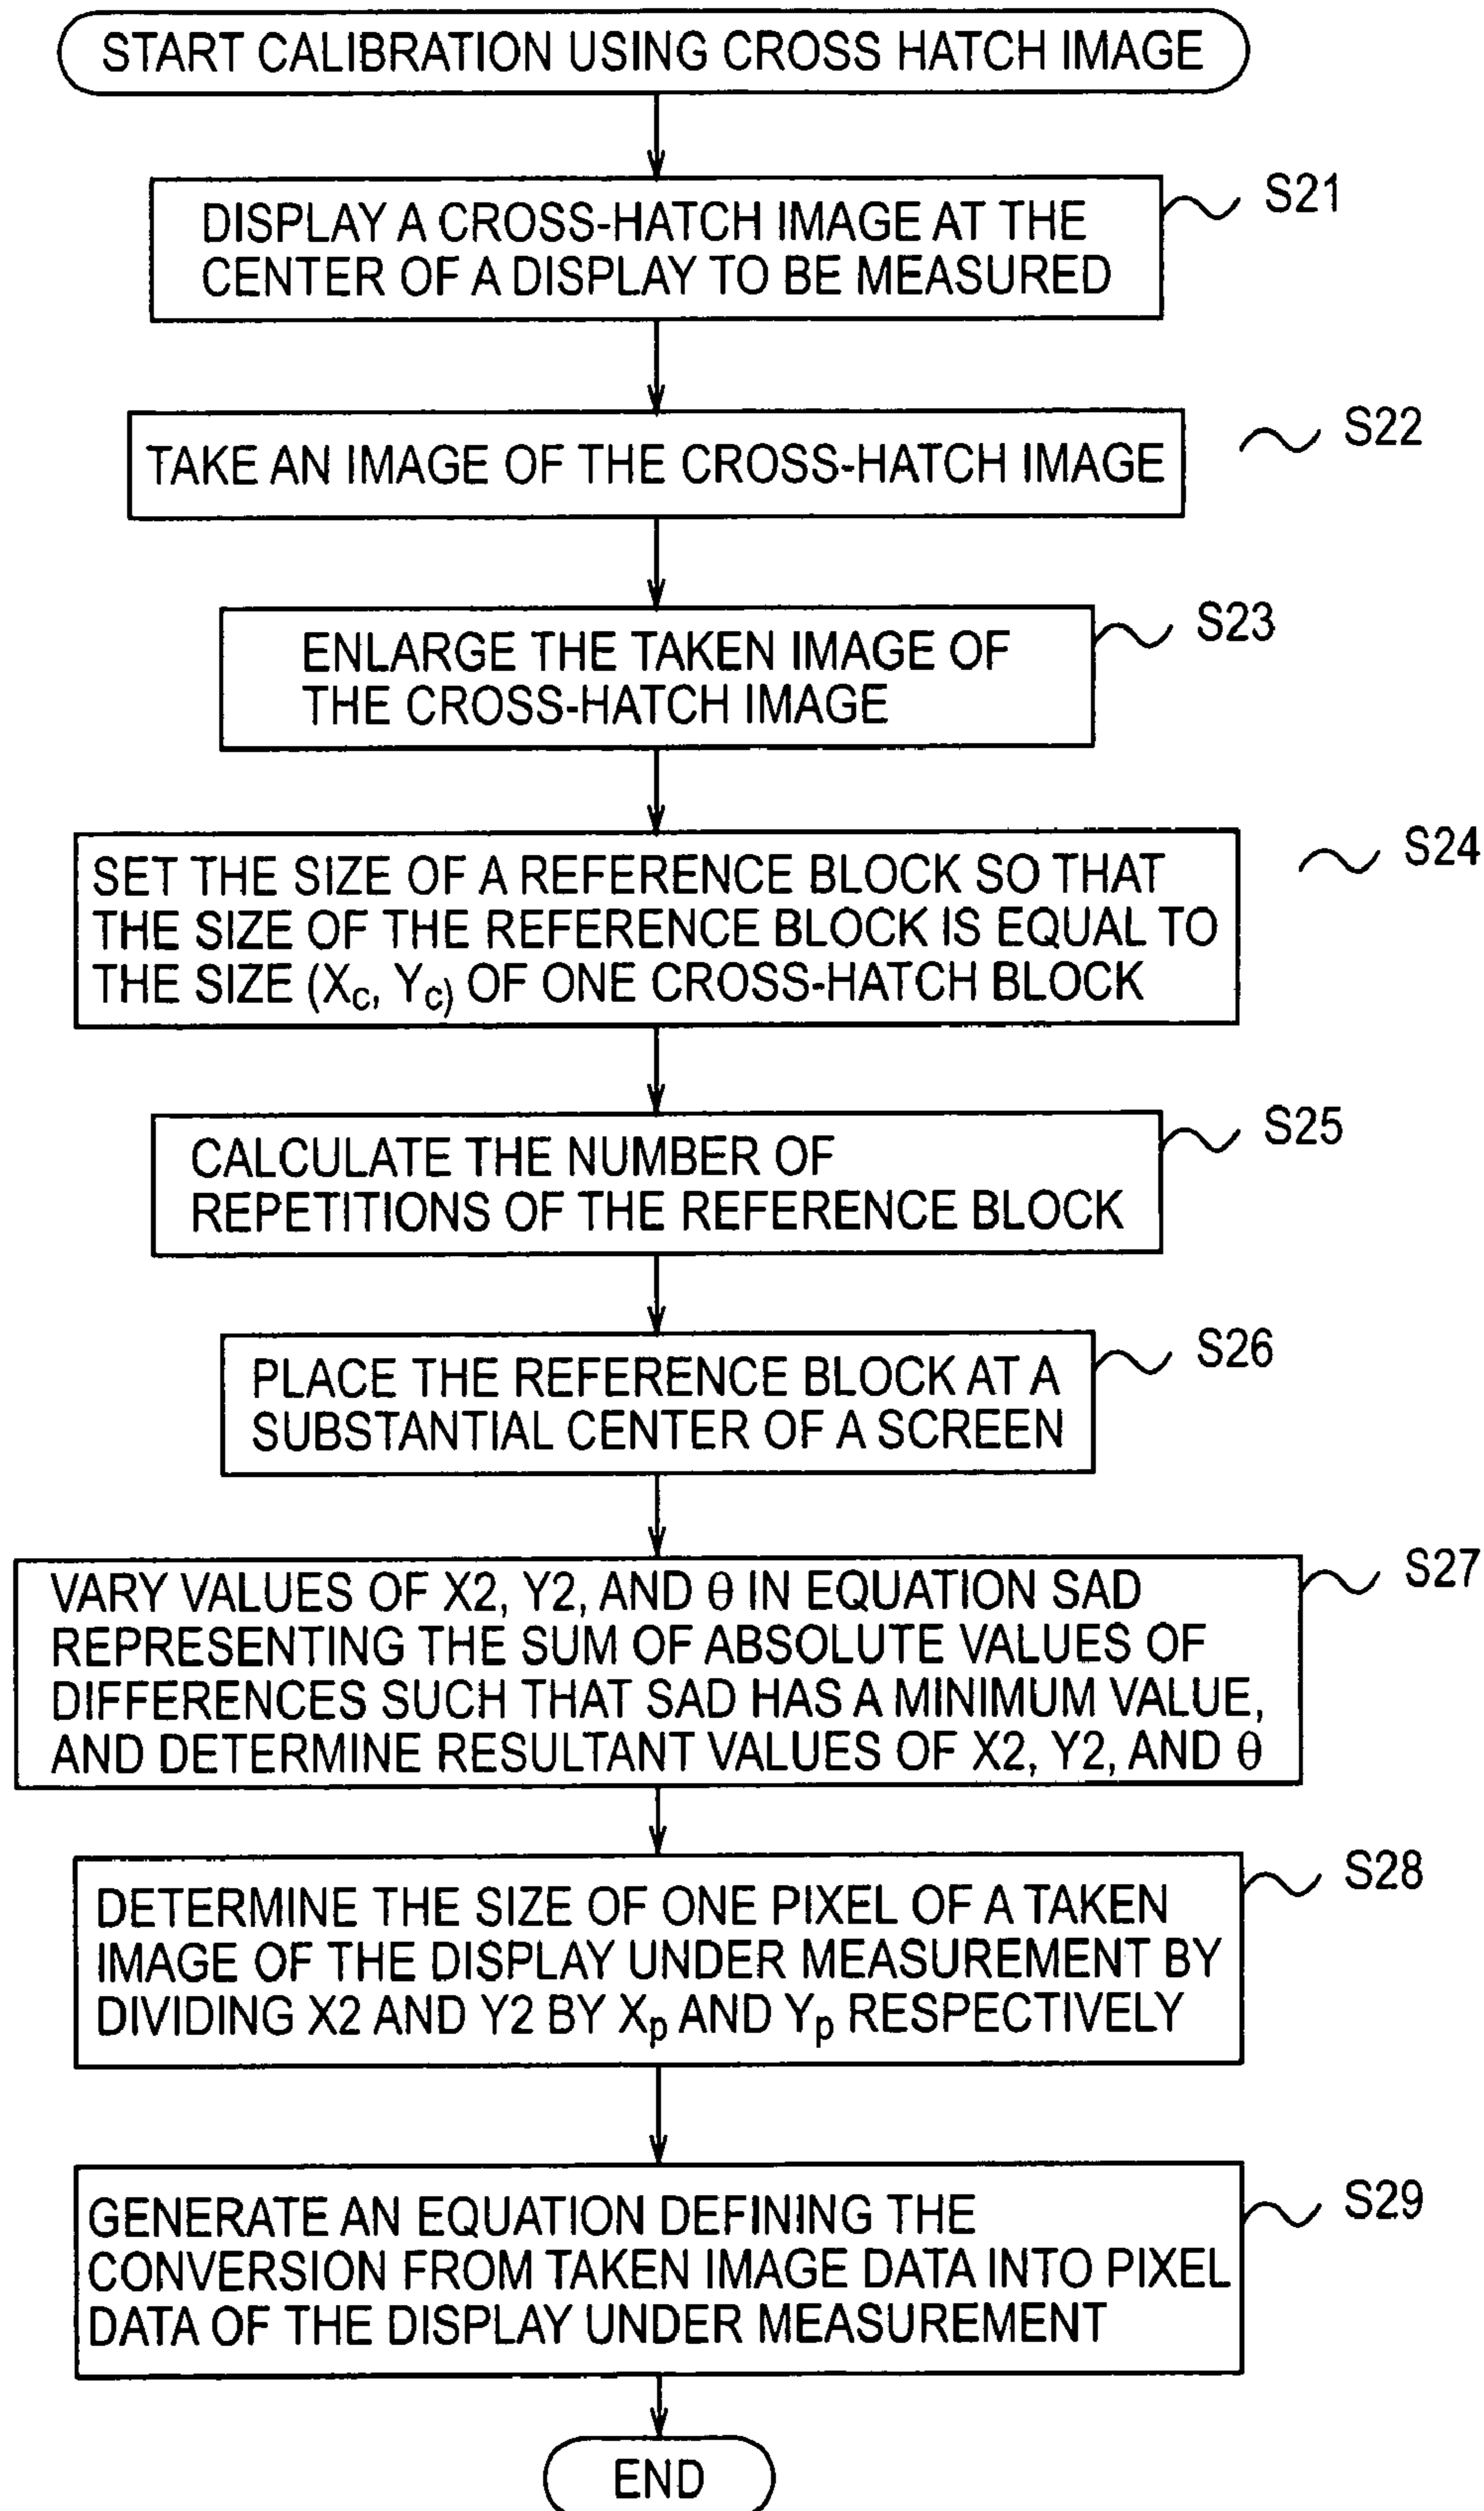 START CALIBRATION USING CROSS HATCH IMAGE
S21
DISPLAY A CROSS-HATCH IMAGE AT THE
CENTER OF A DISPLAY TO BE MEASURED
S22
TAKE AN IMAGE OF THE CROSS-HATCH IMAGE
S23
ENLARGE THE TAKEN IMAGE OF
THE CROSS-HATCH IMAGE
S24
SET THE SIZE OF A REFERENCE BLOCK SO THAT
THE SIZE OF THE REFERENCE BLOCK IS EQUAL TO
THE SIZE (Xc, Yc) OF ONE CROSS-HATCH BLOCK
S25
CALCULATE THE NUMBER OF
REPETITIONS OF THE REFERENCE BLOCK
S26
PLACE THE REFERENCE BLOCK AT A
SUBSTANTIAL CENTER OF A SCREEN
S27
VARY VALUES OF X2, Y2, AND θ IN EQUATION SAD
REPRESENTING THE SUM OF ABSOLUTE VALUES OF
DIFFERENCES SUCH THAT SAD HAS A MINIMUM VALUE,
AND DETERMINE RESULTANT VALUES OF X2, Y2, AND θ
S28
DETERMINE THE SIZE OF ONE PIXEL OF A TAKEN
IMAGE OF THE DISPLAY UNDER MEASUREMENT BY
DIVIDING X2 AND Y2 BY Xp AND Yp RESPECTIVELY
S29
GENERATE AN EQUATION DEFINING THE
CONVERSION FROM TAKEN IMAGE DATA INTO PIXEL
DATA OF THE DISPLAY UNDER MEASUREMENT
END